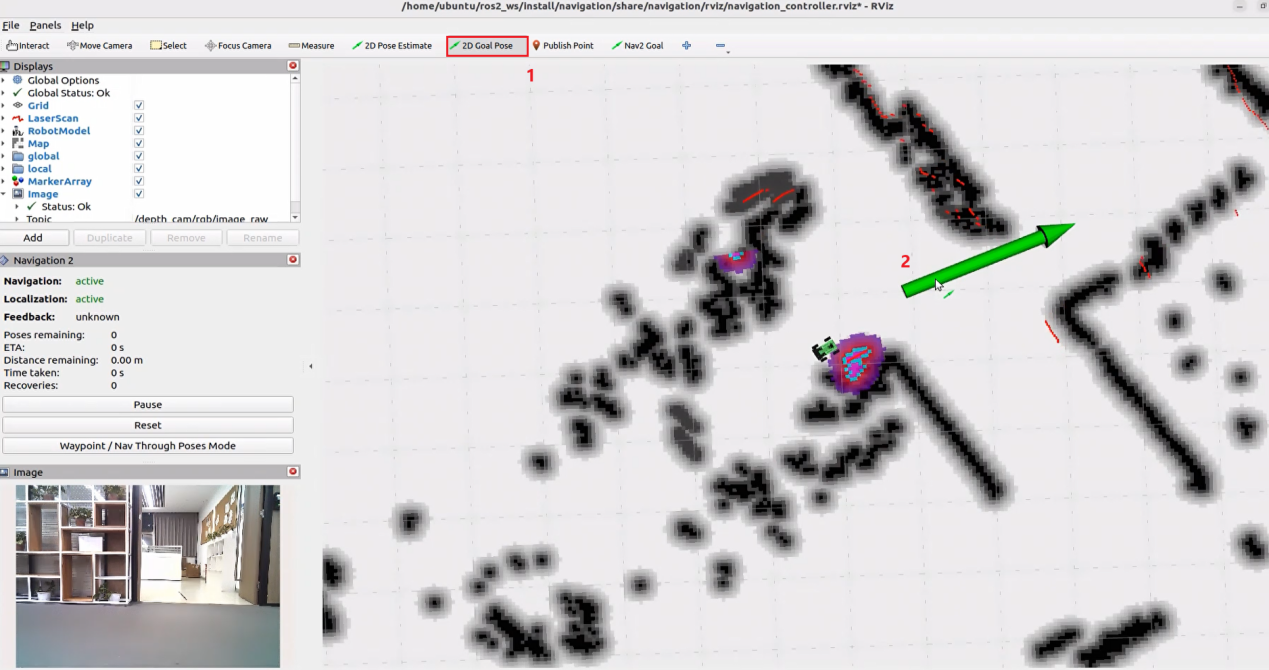 /home/ubuntu/ros2_ws/install/navigation/share/navigation/rviz/navigation_controller.rviz* - RViz
File Panels Help
Interact Move Camera Select Focus Camera Measure 2D Pose Estimate 2D Goal Pose Publish Point Nav2 Goal
1
Displays
Global Options
Global Status: Ok
Grid
LaserScan
RobotModel
Map
global
local
MarkerArray
Image
Status: Ok
Topic /depth_cam/rgb/image_raw
Add Duplicate Remove Rename
Navigation 2
Navigation: active
Localization: active
Feedback: unknown
Poses remaining: 0
ETA: 0 s
Distance remaining: 0.00 m
Time taken: 0 s
Recoveries: 0
Pause
Reset
Waypoint / Nav Through Poses Mode
Image
2